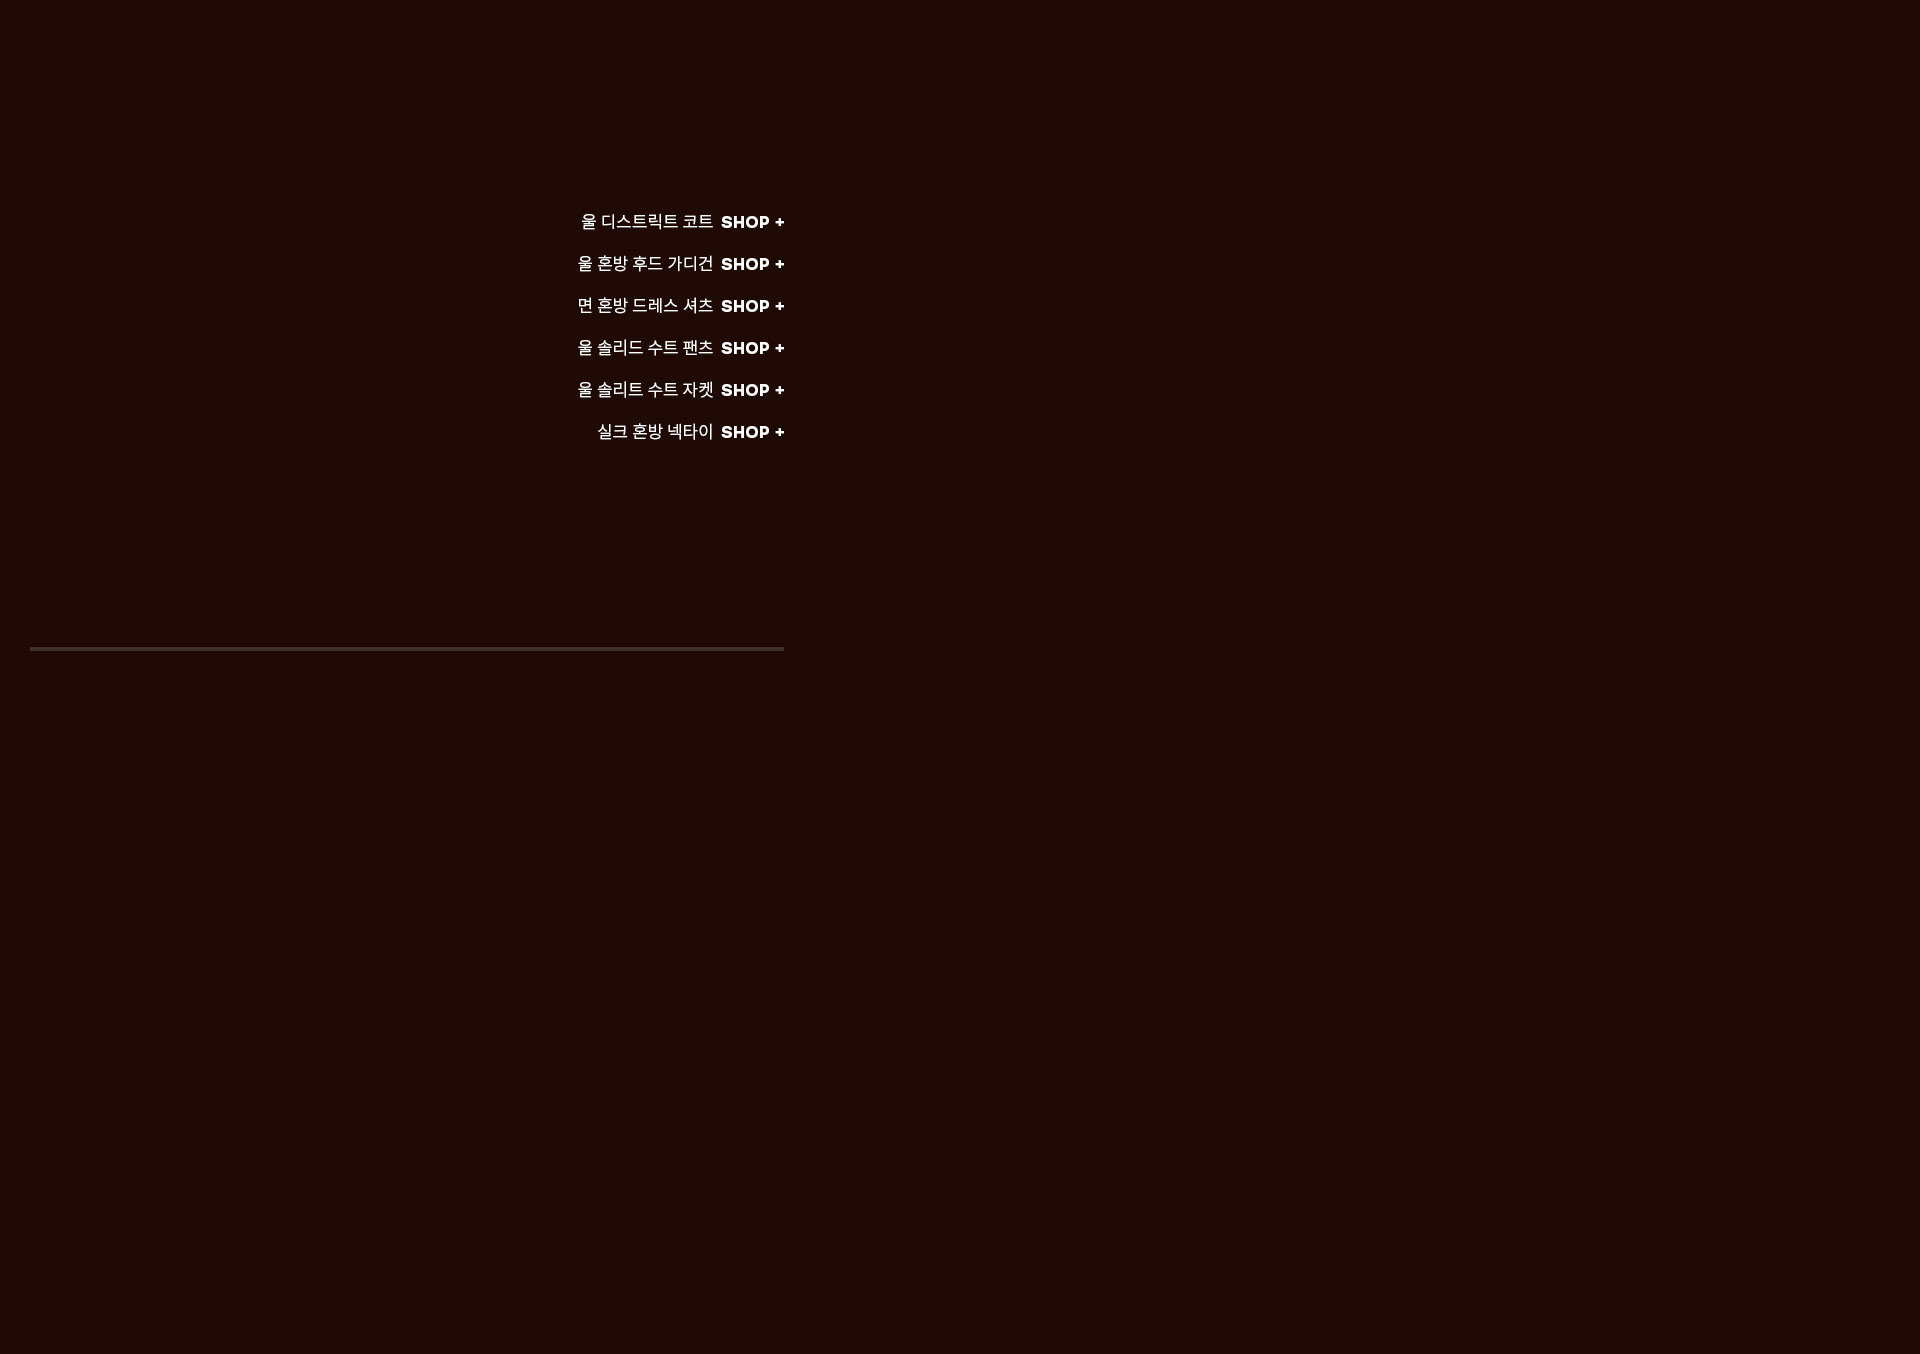 울 디스트릭트 코트 SHOP +
울 혼방 후드 가디건 SHOP +
면 혼방 드레스 셔츠 SHOP +
울 솔리드 수트 팬츠 SHOP +
울 솔리트 수트 자켓 SHOP +
실크 혼방 넥타이 SHOP +